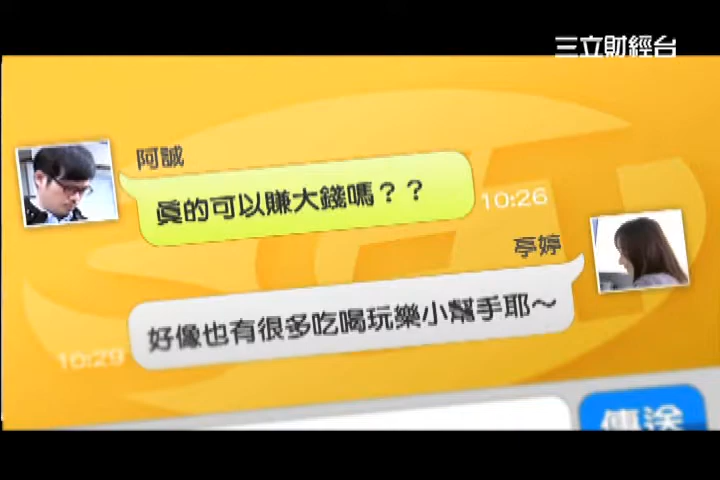 三立財經台
阿誠
真的可以賺大錢嗎？？
10:26
亭婷
好像也有很多吃喝玩樂小幫手耶～
10:29
傳送